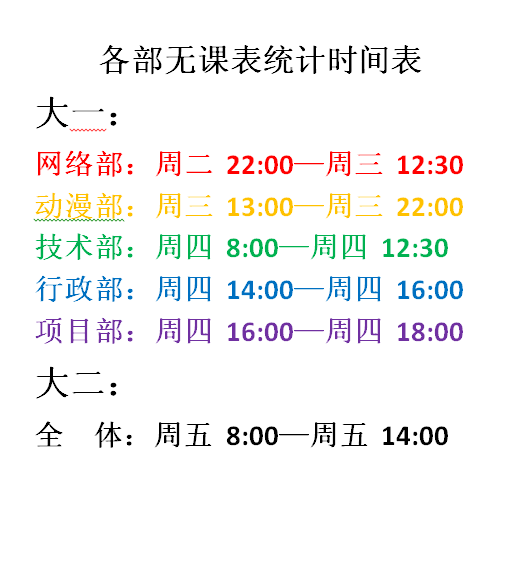 各部无课表统计时间表
大一：
网络部：周二 22:00—周三 12:30
动漫部：周三 13:00—周三 22:00
技术部：周四 8:00—周四 12:30
行政部：周四 14:00—周四 16:00
项目部：周四 16:00—周四 18:00
大二：
全 体：周五 8:00—周五 14:00